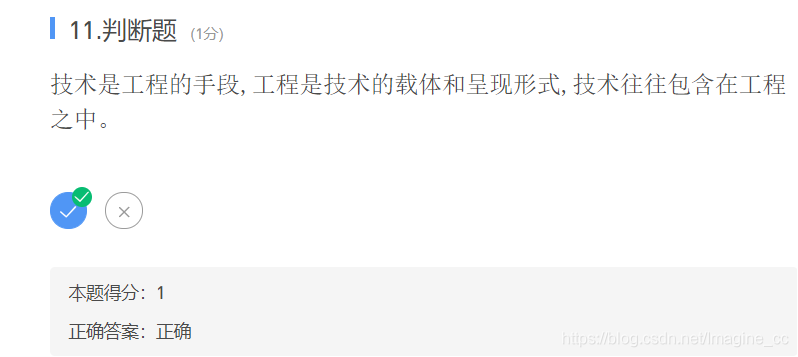 11.判断题 (1分)
技术是工程的手段,工程是技术的载体和呈现形式,技术往往包含在工程
之中。
本题得分：1
正确答案：正确
https://blog.csdn.net/Imagine_cc